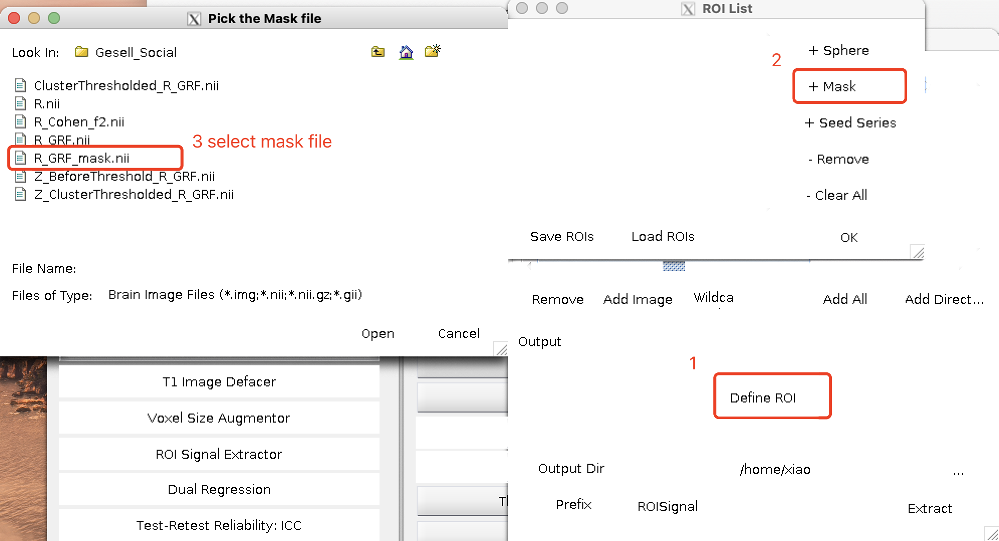 Pick the Mask file
Look In: Gesell_Social
ClusterThresholded_R_GRF.nii
R.nii
R_Cohen_f2.nii
R_GRF.nii
3 select mask file
R_GRF_mask.nii
Z_BeforeThreshold_R_GRF.nii
Z_ClusterThresholded_R_GRF.nii
File Name:
Files of Type: Brain Image Files (*.img;*.nii;*.nii.gz;*.gii)
Open Cancel
T1 Image Defacer
Voxel Size Augmentor
ROI Signal Extractor
Dual Regression
Test-Retest Reliability: ICC
ROI List
+ Sphere
2
+ Mask
+ Seed Series
- Remove
- Clear All
Save ROIs Load ROIs OK
Remove Add Image Wildca Add All Add Direct...
Output
1
Define ROI
Output Dir /home/xiao ...
Prefix ROISignal Extract